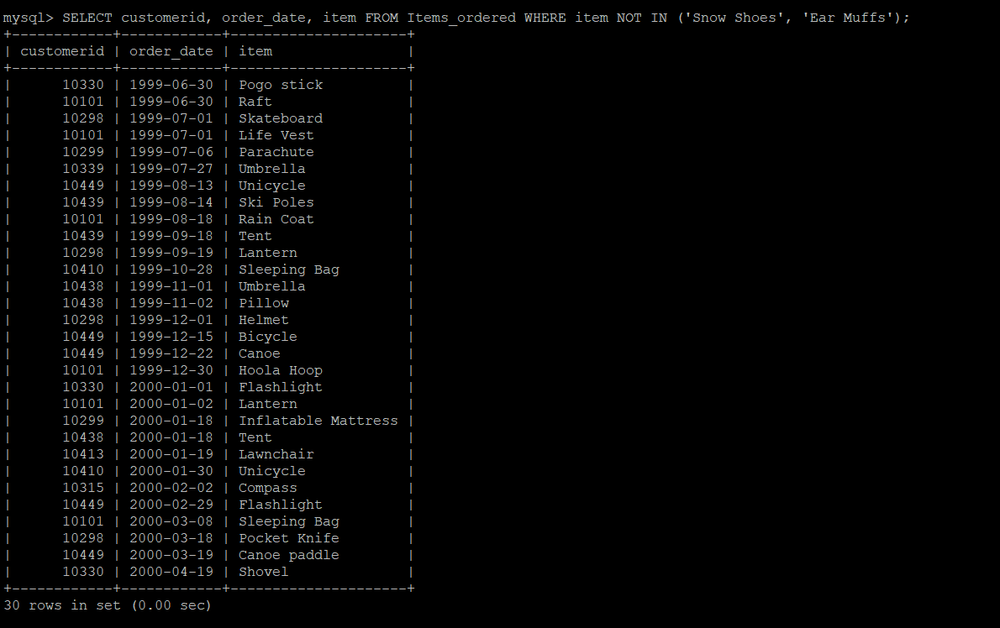 mysql> SELECT customerid, order_date, item FROM Items_ordered WHERE item NOT IN ('Snow Shoes', 'Ear Muffs');
+------------+------------+---------------------+
| customerid | order_date | item                |
+------------+------------+---------------------+
|      10330 | 1999-06-30 | Pogo stick          |
|      10101 | 1999-06-30 | Raft                |
|      10298 | 1999-07-01 | Skateboard          |
|      10101 | 1999-07-01 | Life Vest           |
|      10299 | 1999-07-06 | Parachute           |
|      10339 | 1999-07-27 | Umbrella            |
|      10449 | 1999-08-13 | Unicycle            |
|      10439 | 1999-08-14 | Ski Poles           |
|      10101 | 1999-08-18 | Rain Coat           |
|      10439 | 1999-09-18 | Tent                |
|      10298 | 1999-09-19 | Lantern             |
|      10410 | 1999-10-28 | Sleeping Bag        |
|      10438 | 1999-11-01 | Umbrella            |
|      10438 | 1999-11-02 | Pillow              |
|      10298 | 1999-12-01 | Helmet              |
|      10449 | 1999-12-15 | Bicycle             |
|      10449 | 1999-12-22 | Canoe               |
|      10101 | 1999-12-30 | Hoola Hoop          |
|      10330 | 2000-01-01 | Flashlight          |
|      10101 | 2000-01-02 | Lantern             |
|      10299 | 2000-01-18 | Inflatable Mattress |
|      10438 | 2000-01-18 | Tent                |
|      10413 | 2000-01-19 | Lawnchair           |
|      10410 | 2000-01-30 | Unicycle            |
|      10315 | 2000-02-02 | Compass             |
|      10449 | 2000-02-29 | Flashlight          |
|      10101 | 2000-03-08 | Sleeping Bag        |
|      10298 | 2000-03-18 | Pocket Knife        |
|      10449 | 2000-03-19 | Canoe paddle        |
|      10330 | 2000-04-19 | Shovel              |
+------------+------------+---------------------+
30 rows in set (0.00 sec)